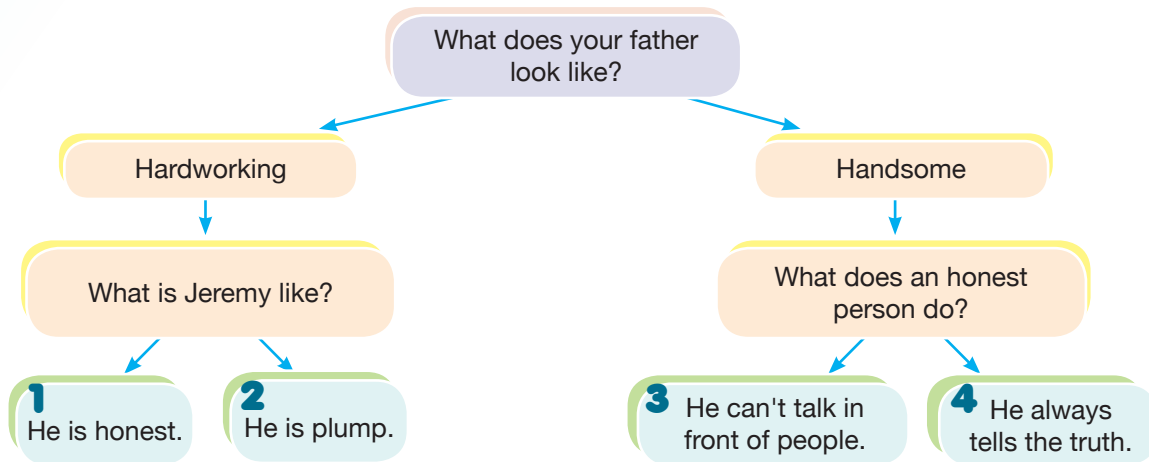 What does your father
look like?
Hardworking
Handsome
What is Jeremy like?
What does an honest
person do?
1
He is honest.
2
He is plump.
3 He can't talk in
front of people.
4 He always
tells the truth.